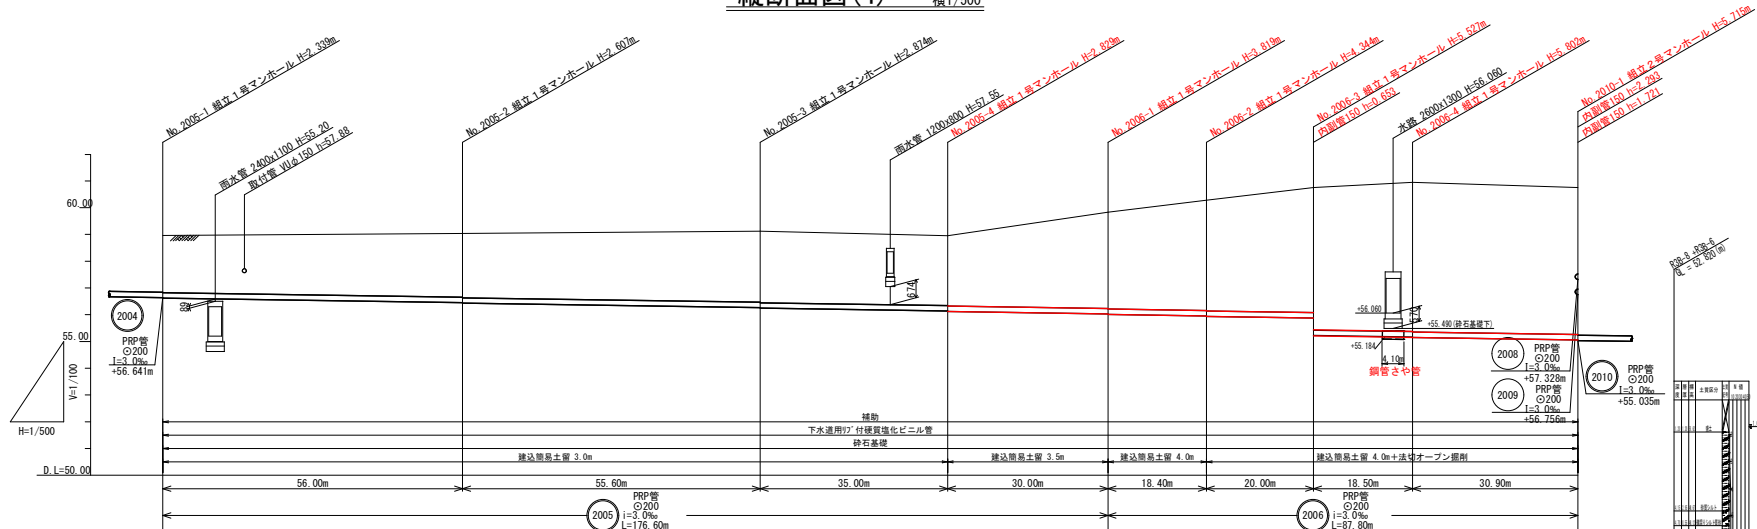 縦断面図(4) 横1/500
No.2005-1 組立1号マンホール H=2.339m
雨水管 2400x1100 H=55.20
取付管 VUφ150 h=57.88
No.2005-2 組立1号マンホール H=2.607m
No.2005-3 組立1号マンホール H=2.874m
雨水管 1200x800 H=57.55
No.2005-4 組立1号マンホール H=2.829m
No.2006-1 組立1号マンホール H=3.819m
No.2006-2 組立1号マンホール H=4.344m
No.2006-3 組立1号マンホール H=5.527m
内副管150 h=0.653
水路 2600x1300 H=56.060
No.2006-4 組立1号マンホール H=5.802m
No.2010-1 組立2号マンホール H=5.715m
内副管150 h=2.293
内副管150 h=1.721
R3B-8 +R3B-6
GL = 52.820(m)
60.00
55.00
D.L=50.00
V=1/100
H=1/500
2004
PRP管
⊙200
I=3.0‰
+56.641m
89
674
+56.060
570
+55.490(砕石基礎下)
+55.184
4.10m
鋼管さや管
2008
PRP管
⊙200
I=3.0‰
+57.328m
2009
PRP管
⊙200
I=3.0‰
+56.756m
2010
PRP管
⊙200
I=3.0‰
+55.035m
土質区分
N 値
補助
下水道用リブ付硬質塩化ビニル管
砕石基礎
建込簡易土留 3.0m
建込簡易土留 3.5m
建込簡易土留 4.0m
建込簡易土留 4.0m+法切オープン掘削
56.00m
55.60m
35.00m
30.00m
18.40m
20.00m
18.50m
30.90m
2005
PRP管
⊙200
i=3.0‰
L=176.60m
2006
PRP管
⊙200
i=3.0‰
L=87.80m